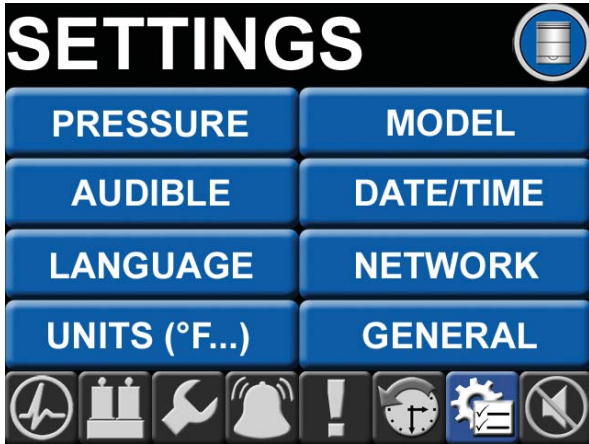 SETTINGS
PRESSURE
MODEL
AUDIBLE
DATE/TIME
LANGUAGE
NETWORK
UNITS (°F...)
GENERAL